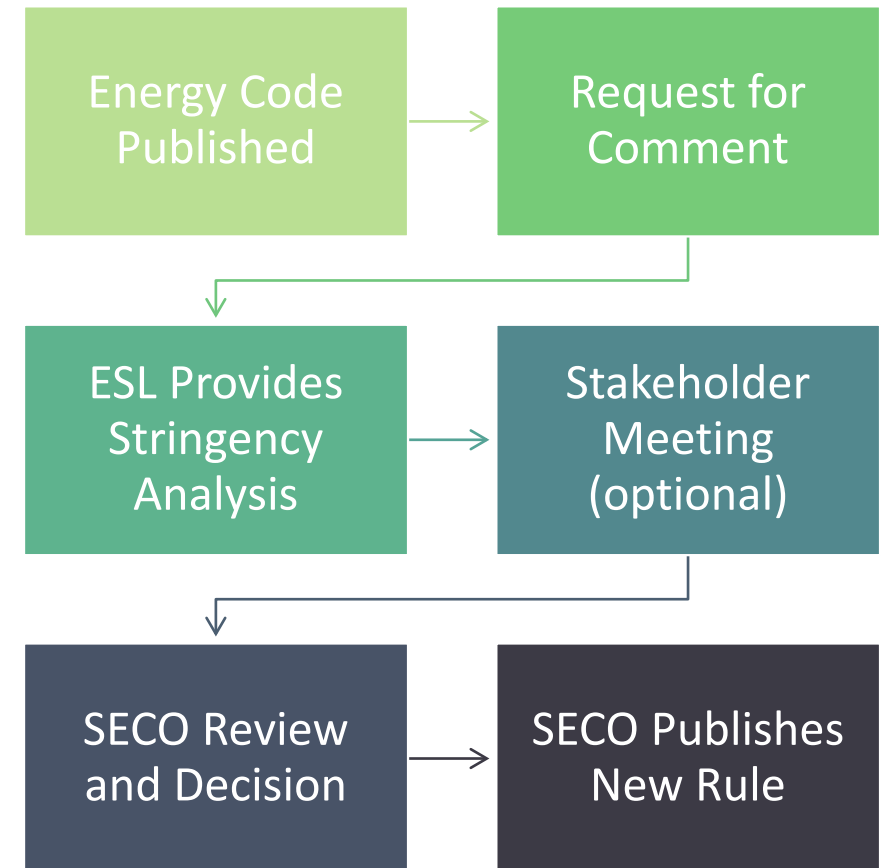 Energy Code
Published
Request for
Comment
ESL Provides
Stringency
Analysis
Stakeholder
Meeting
(optional)
SECO Review
and Decision
SECO Publishes
New Rule